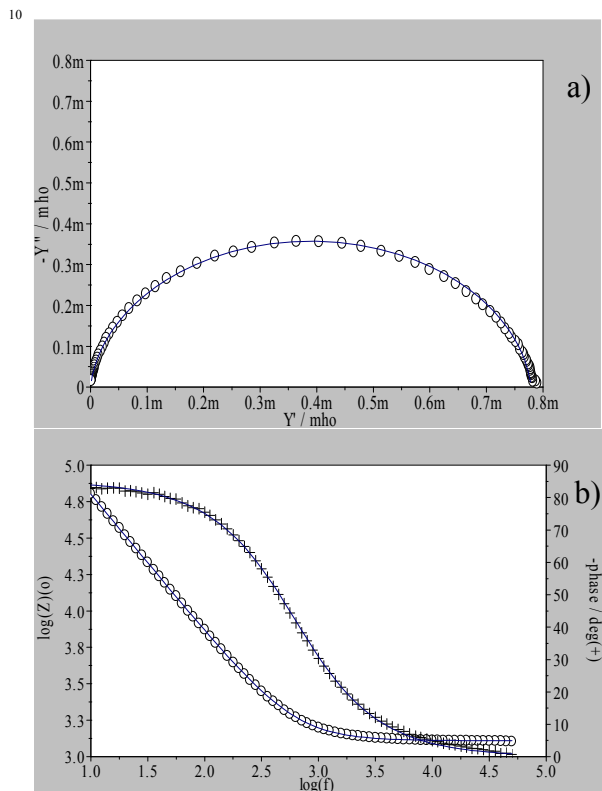 10
a)
0.8m
0.7m
0.6m
0.5m
0.4m
0.3m
0.2m
0.1m
0
-Y" / mho
0 0.1m 0.2m 0.3m 0.4m 0.5m 0.6m 0.7m 0.8m
Y' / mho
b)
5.0
4.8
4.5
4.3
4.0
3.8
3.5
3.3
3.0
log(Z)(o)
90
80
70
60
50
40
30
20
10
0
-phase / deg(+)
1.0 1.5 2.0 2.5 3.0 3.5 4.0 4.5 5.0
log(f)